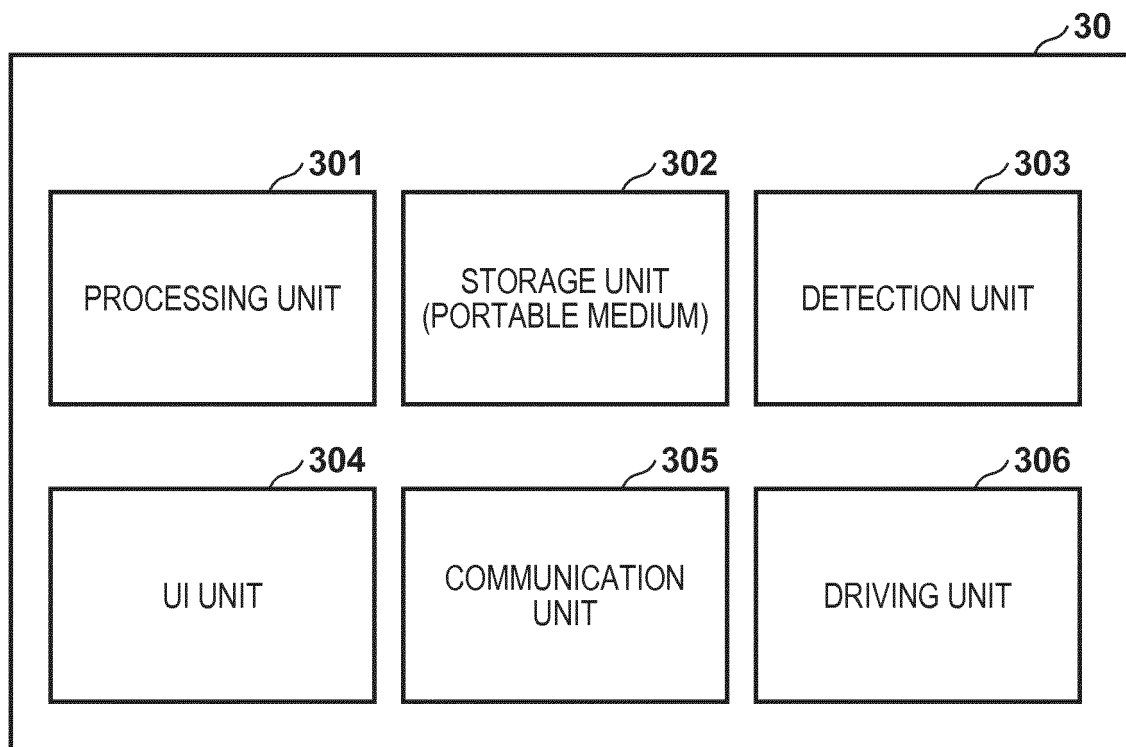 30
301
302
303
PROCESSING UNIT
STORAGE UNIT
(PORTABLE MEDIUM)
DETECTION UNIT
304
305
306
UI UNIT
COMMUNICATION
UNIT
DRIVING UNIT